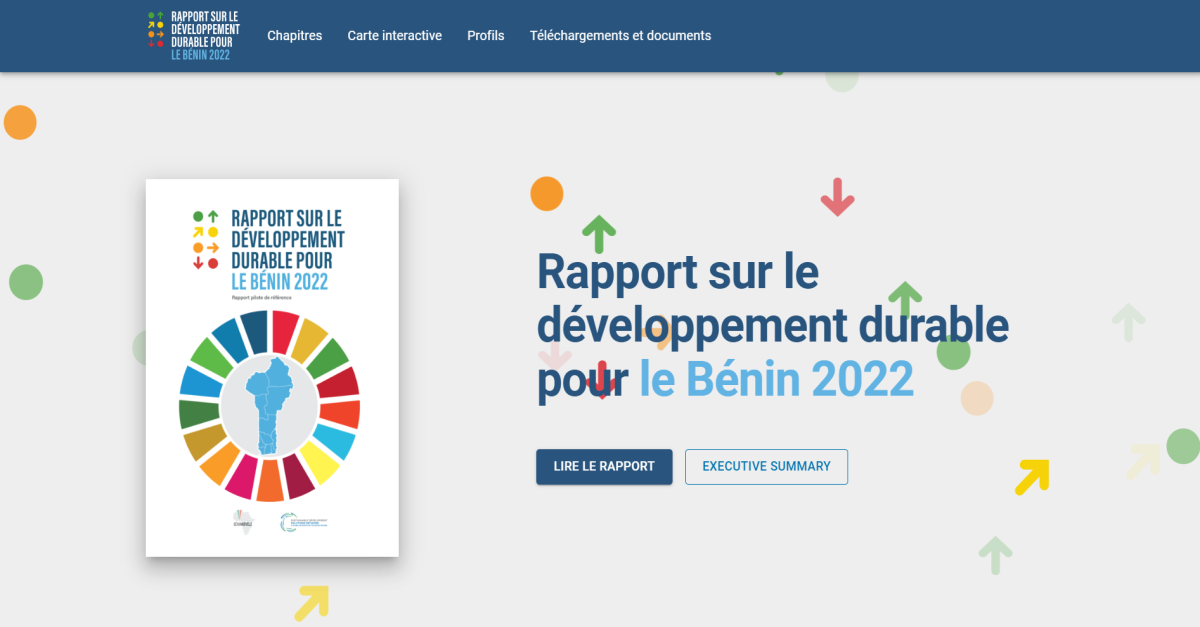 RAPPORT SUR LE
DÉVELOPPEMENT
DURABLE POUR
LE BÉNIN 2022
Chapitres
Carte interactive
Profils
Téléchargements et documents
RAPPORT SUR LE
DÉVELOPPEMENT
DURABLE POUR
LE BÉNIN 2022
Rapport pilote de référence
Rapport sur le
développement durable
pour le Bénin 2022
LIRE LE RAPPORT
EXECUTIVE SUMMARY